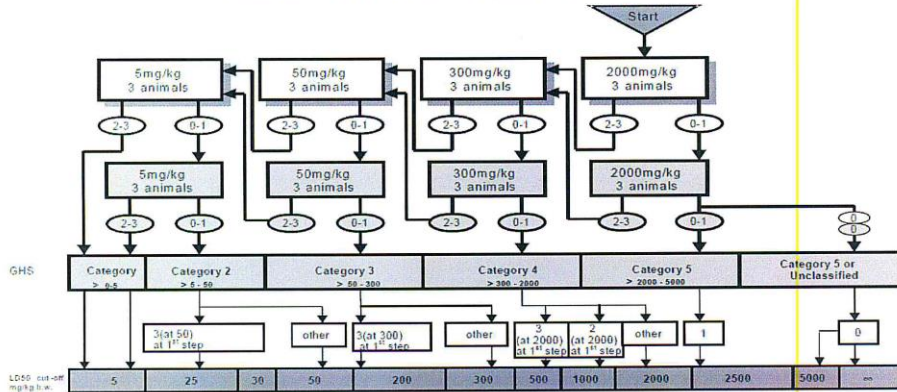 Start
5mg/kg
3 animals
50mg/kg
3 animals
300mg/kg
3 animals
2000mg/kg
3 animals
2-3
0-1
2-3
0-1
2-3
0-1
2-3
0-1
5mg/kg
3 animals
50mg/kg
3 animals
300mg/kg
3 animals
2000mg/kg
3 animals
2-3
0-1
2-3
0-1
2-3
0-1
2-3
0-1
0
0
GHS
Category
> 0-5
Category 2
> 5 - 50
Category 3
> 50 - 300
Category 4
> 300 - 2000
Category 5
> 2000 - 5000
Category 5 or
Unclassified
3(at 50)
at 1st step
other
3(at 300)
at 1st step
other
3
(at 2000)
at 1st step
2
(at 2000)
at 1st step
other
1
0
LD50 cut-off
mg/kg b.w.
5
25
30
50
200
300
500
1000
2000
2500
5000
∞